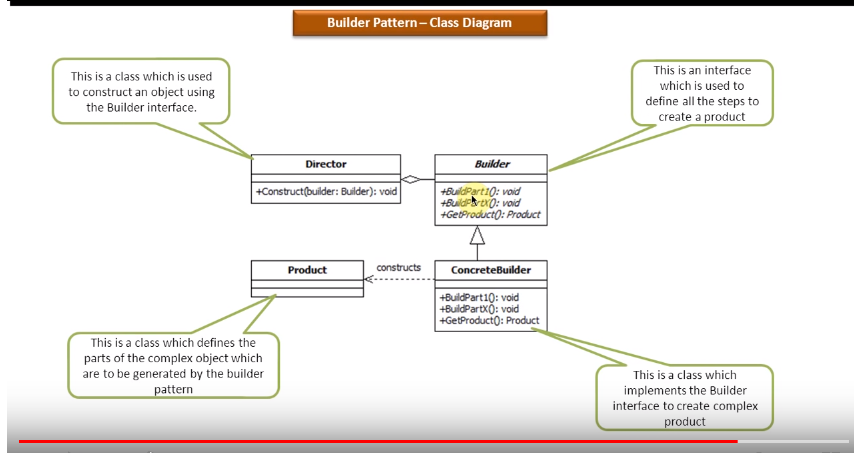 Builder Pattern – Class Diagram
This is a class which is used
to construct an object using
the Builder interface.
This is an interface
which is used to
define all the steps to
create a product
Director
+Construct(builder: Builder): void
Builder
+BuildPart1(): void
+BuildPartX(): void
+GetProduct(): Product
Product
constructs
ConcreteBuilder
+BuildPart1(): void
+BuildPartX(): void
+GetProduct(): Product
This is a class which defines the
parts of the complex object which
are to be generated by the builder
pattern
This is a class which
implements the Builder
interface to create complex
product